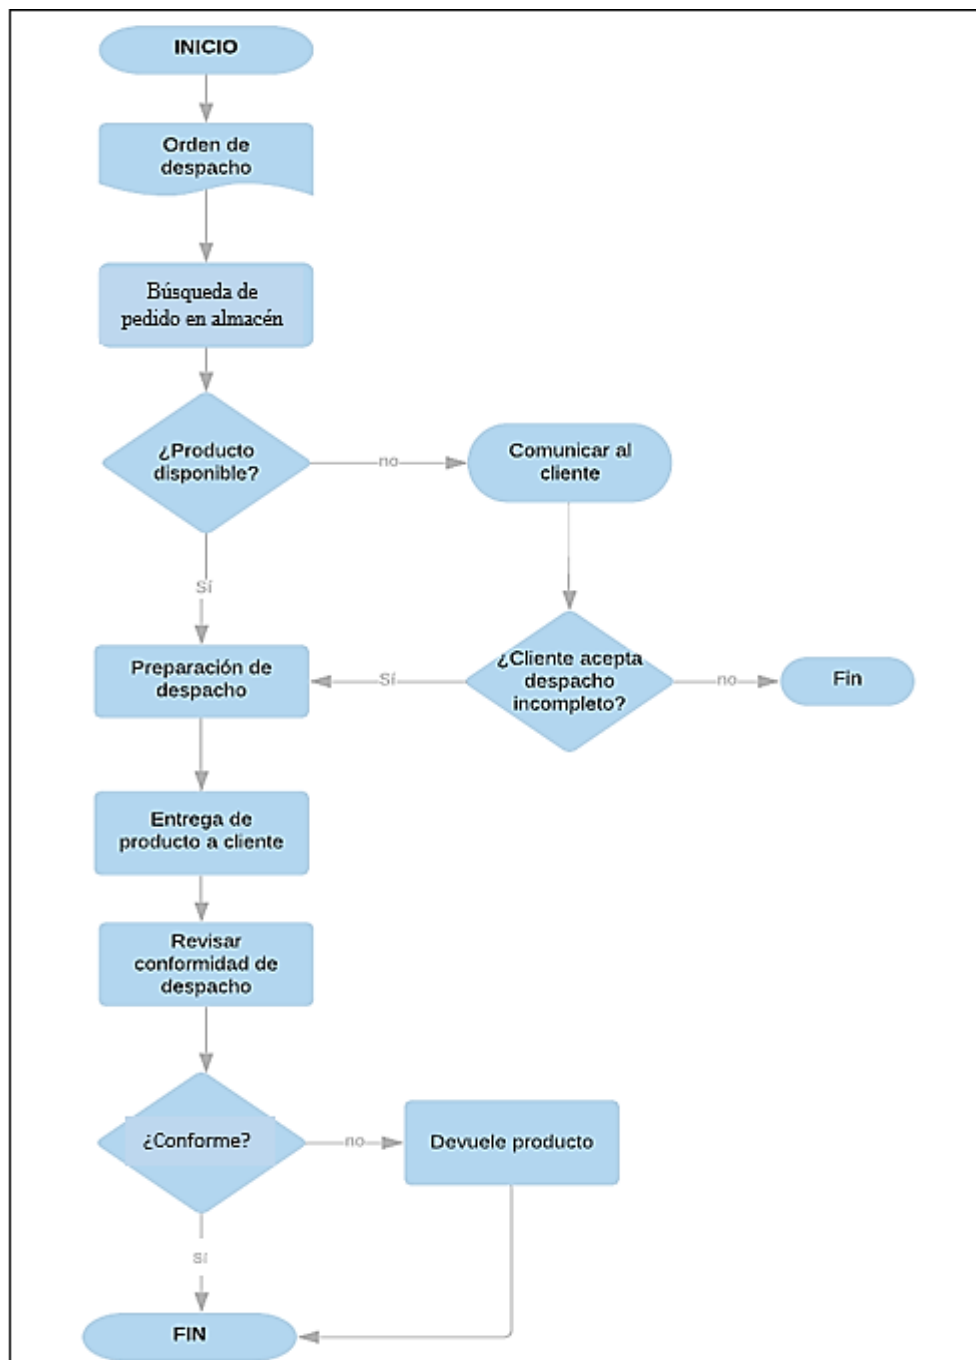 INICIO
Orden de
despacho
Búsqueda de
pedido en almacén
¿Producto
disponible?
no
Comunicar al
cliente
Sí
Preparación de
despacho
Sí
¿Cliente acepta
despacho
incompleto?
no
Fin
Entrega de
producto a cliente
Revisar
conformidad de
despacho
¿Conforme?
no
Devuele producto
Sí
FIN